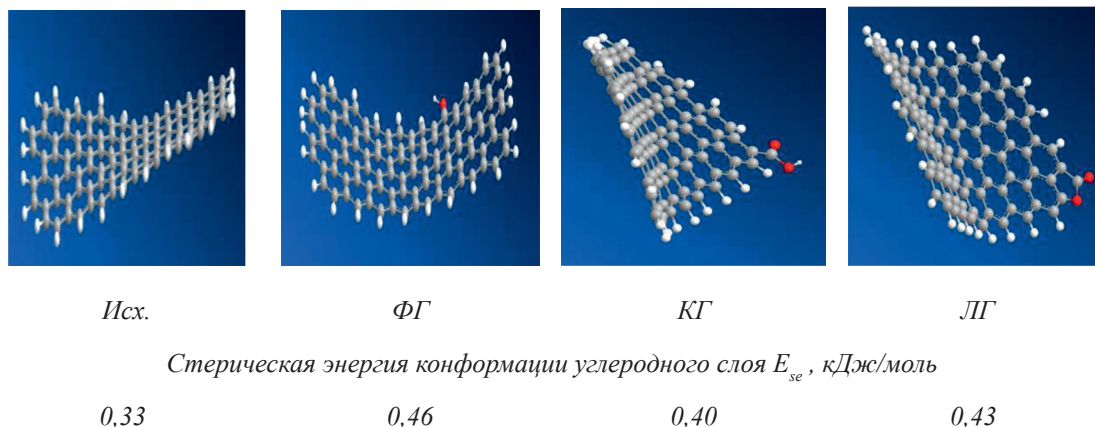 Исх. ФГ КГ ЛГ
Стерическая энергия конформации углеродного слоя Ese , кДж/моль
0,33 0,46 0,40 0,43